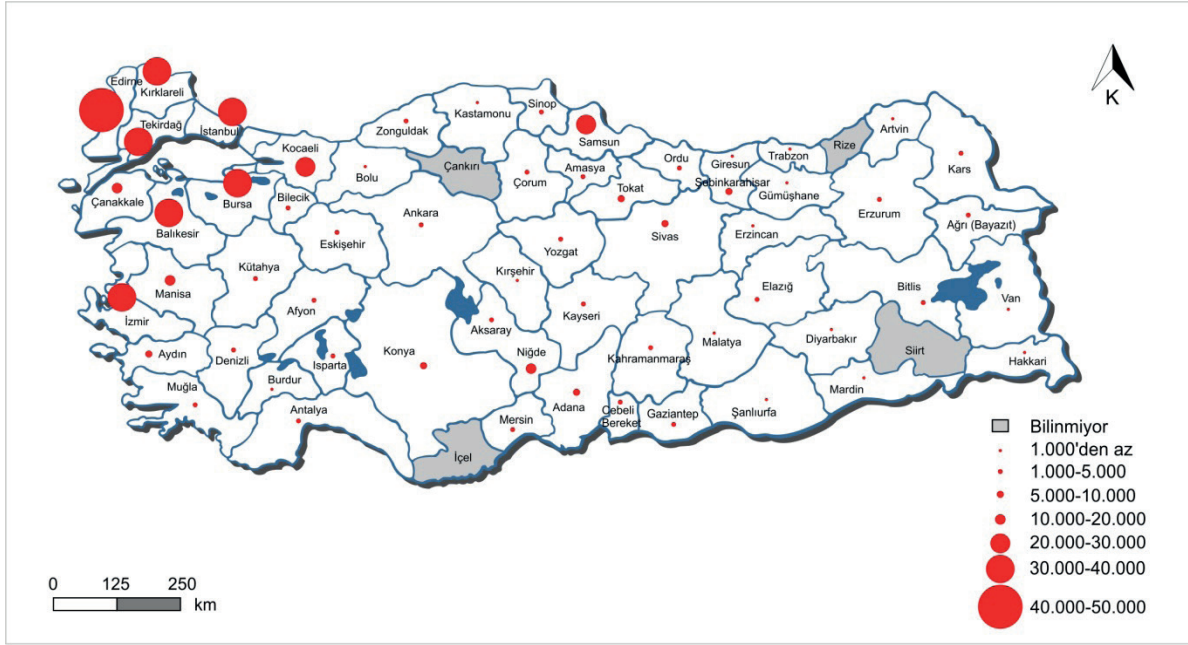 K
Edirne
Kırklareli
Tekirdağ
İstanbul
Kocaeli
Zonguldak
Kastamonu
Sinop
Samsun
Ordu
Giresun
Trabzon
Rize
Artvin
Kars
Çanakkale
Bursa
Bilecik
Bolu
Çankırı
Çorum
Amasya
Tokat
Şebinkarahisar
Gümüşhane
Erzurum
Ağrı (Bayazıt)
Balıkesir
Eskişehir
Ankara
Yozgat
Sivas
Erzincan
Kütahya
Kırşehir
Elazığ
Bitlis
Van
Manisa
İzmir
Afyon
Aksaray
Kayseri
Malatya
Diyarbakır
Siirt
Hakkari
Aydın
Denizli
Isparta
Konya
Niğde
Kahramanmaraş
Mardin
Muğla
Burdur
Antalya
İçel
Mersin
Adana
Cebeli
Bereket
Gaziantep
Şanlıurfa
Bilinmiyor
1.000'den az
1.000-5.000
5.000-10.000
10.000-20.000
20.000-30.000
30.000-40.000
40.000-50.000
0 125 250
km